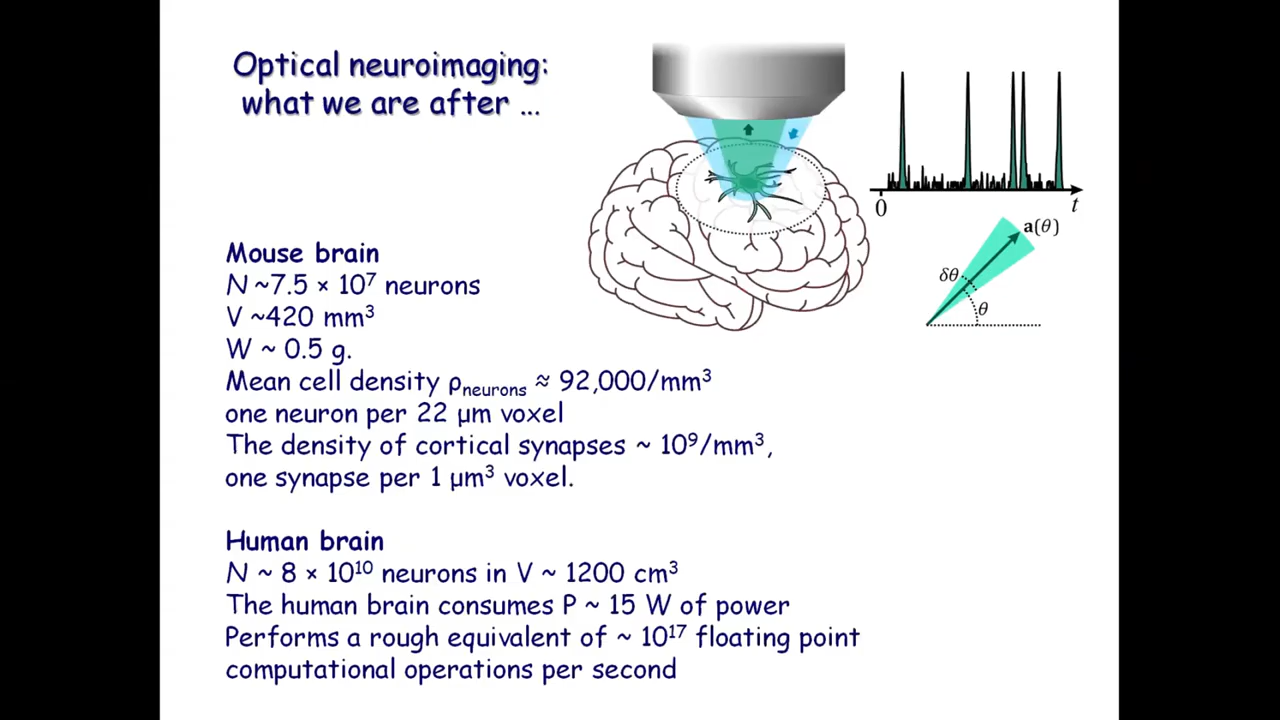 Optical neuroimaging:
what we are after ...
0
t
a(θ)
δθ
θ
Mouse brain
N ~7.5 × 10⁷ neurons
V ~420 mm³
W ~ 0.5 g.
Mean cell density ρneurons ≈ 92,000/mm³
one neuron per 22 μm voxel
The density of cortical synapses ~ 10⁹/mm³,
one synapse per 1 μm³ voxel.
Human brain
N ~ 8 × 10¹⁰ neurons in V ~ 1200 cm³
The human brain consumes P ~ 15 W of power
Performs a rough equivalent of ~ 10¹⁷ floating point
computational operations per second